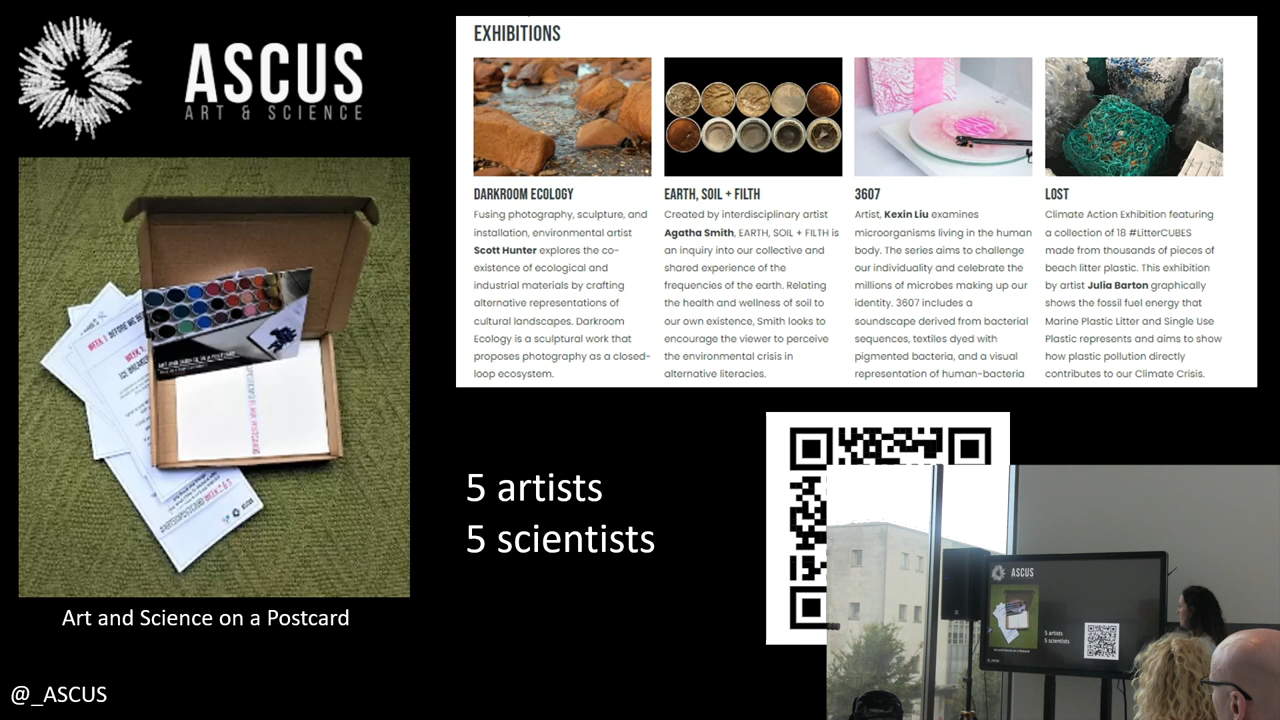 ASCUS
ART & SCIENCE
EXHIBITIONS
DARKROOM ECOLOGY
Fusing photography, sculpture, and
installation, environmental artist
Scott Hunter explores the co-
existence of ecological and
industrial materials by crafting
alternative representations of
cultural landscapes. Darkroom
Ecology is a sculptural work that
proposes photography as a closed-
loop ecosystem.
EARTH, SOIL + FILTH
Created by interdisciplinary artist
Agatha Smith, EARTH, SOIL + FILTH is
an inquiry into our collective and
shared experience of the
frequencies of the earth. Relating
the health and wellness of soil to
our own existence, Smith looks to
encourage the viewer to perceive
the environmental crisis in
alternative literacies.
3607
Artist, Kexin Liu examines
microorganisms living in the human
body. The series aims to challenge
our individuality and celebrate the
millions of microbes making up our
identity. 3607 includes a
soundscape derived from bacterial
sequences, textiles dyed with
pigmented bacteria, and a visual
representation of human-bacteria
LOST
Climate Action Exhibition featuring
a collection of 18 #LitterCUBES
made from thousands of pieces of
beach litter plastic. This exhibition
by artist Julia Barton graphically
shows the fossil fuel energy that
Marine Plastic Litter and Single Use
Plastic represents and aims to show
how plastic pollution directly
contributes to our Climate Crisis.
5 artists
5 scientists
Art and Science on a Postcard
@_ASCUS
ASCUS
5 artists
5 scientists